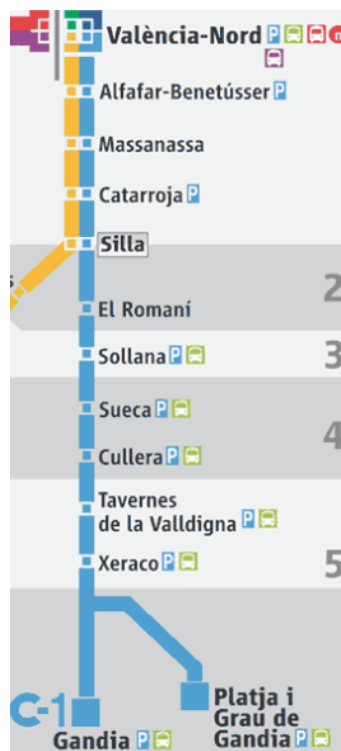 València-Nord P
Alfafar-Benetússer P
Massanassa
Catarroja P
Silla
2
El Romaní
3
Sollana P
Sueca P
4
Cullera P
Tavernes
de la Valldigna P
Xeraco P
5
C-1
Platja i
Grau de
Gandia P
Gandia P